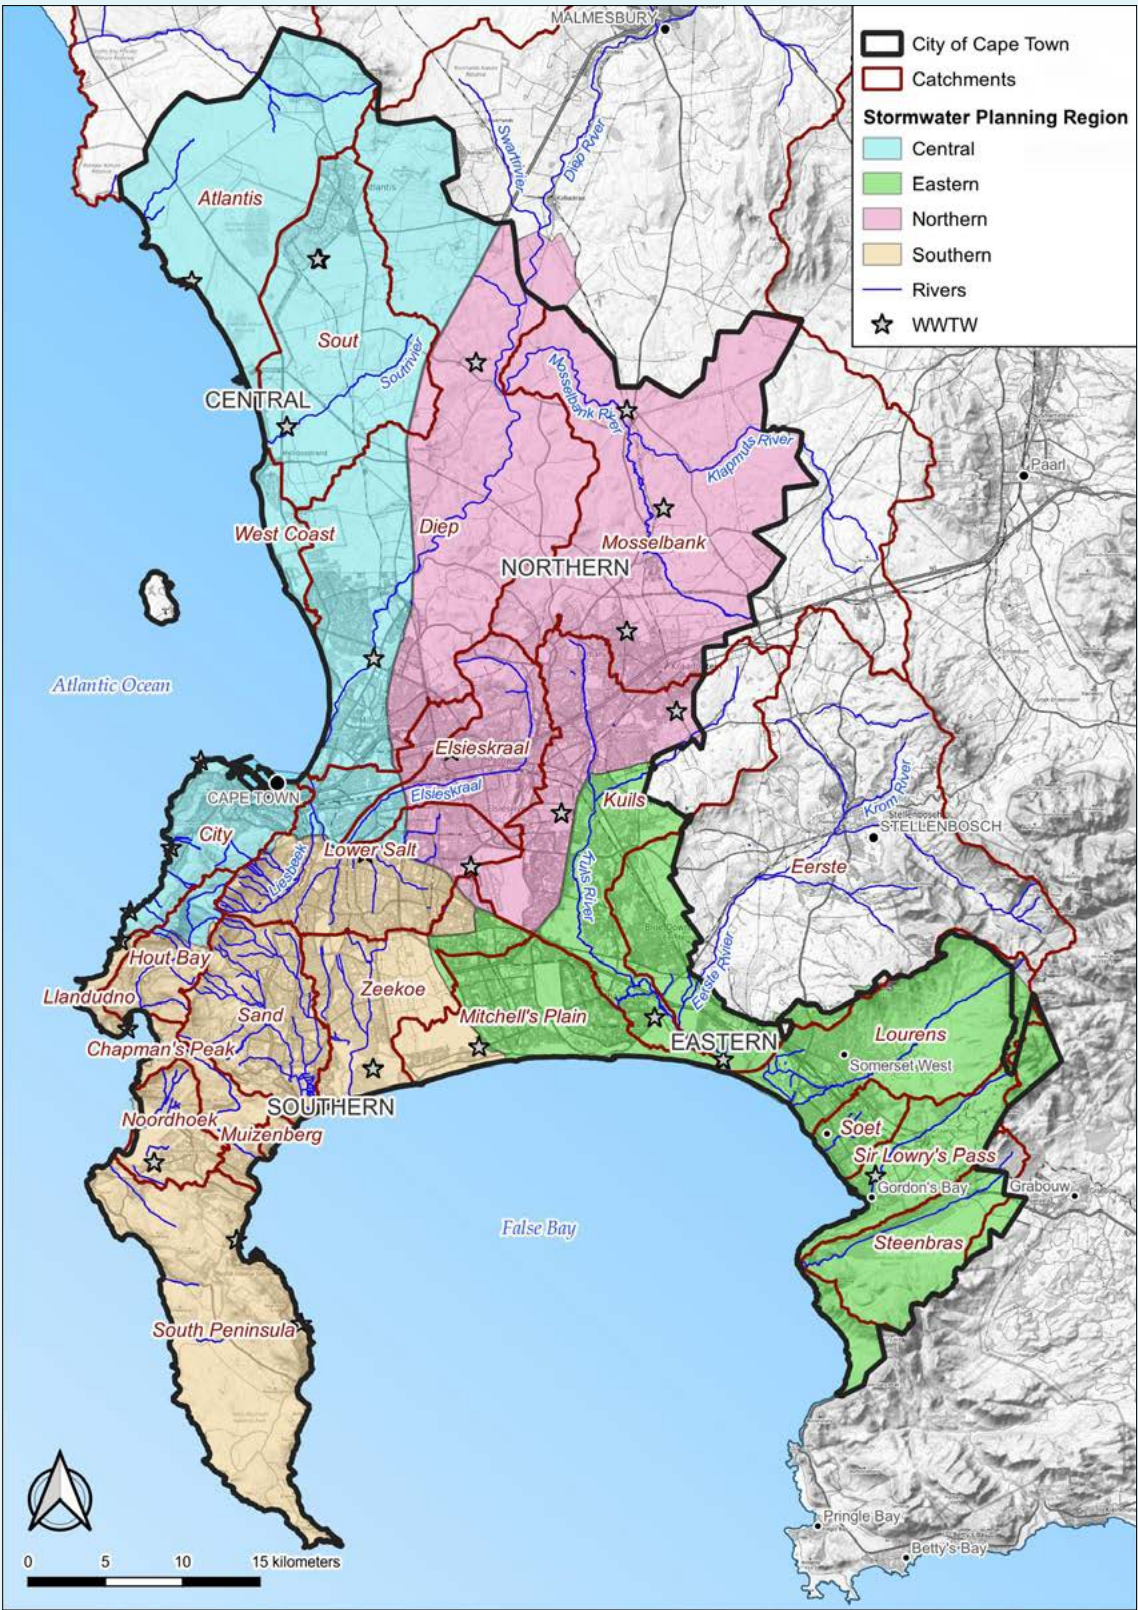 MALMESBURY
City of Cape Town
Catchments
Stormwater Planning Region
Central
Eastern
Northern
Southern
Rivers
WWTW
Swartrivier
Diep River
Atlantis
Atlantis
Sout
Soutrivier
CENTRAL
Mosselbank River
Klapmuts River
Paarl
West Coast
Diep
Mosselbank
NORTHERN
Atlantic Ocean
Elsieskraal
Elsieskraal
CAPE TOWN
Kuils
Krom River
Stellenbosch
STELLENBOSCH
City
Lower Salt
Liesbeek
Kuils River
Eerste
Eerste Rivier
Hout Bay
Llandudno
Zeekoe
Sand
Mitchell's Plain
EASTERN
Lourens
Chapman's Peak
Somerset West
SOUTHERN
Noordhoek
Muizenberg
Soet
Sir Lowry's Pass
Gordon's Bay
Grabouw
False Bay
Steenbras
South Peninsula
Pringle Bay
Betty's Bay
0 5 10 15 kilometers